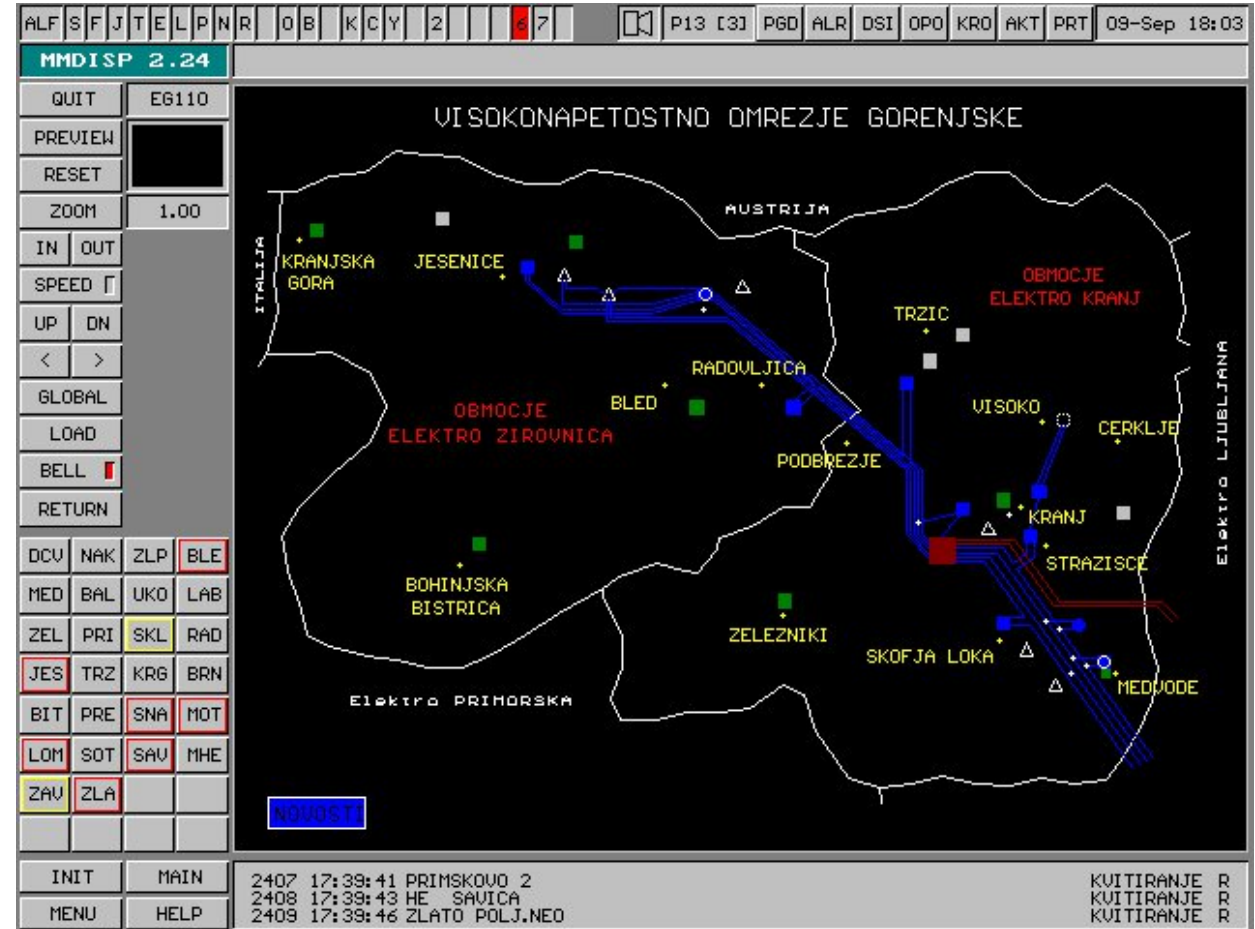 ALF S F J T E L P N R O B K C Y 2 6 7 P13 [3] PGD ALR DSI OPO KRO AKT PRT 09-Sep 18:03
MMDISP 2.24
QUIT EG110
PREVIEW
RESET
ZOOM 1.00
IN OUT
SPEED
UP DN
< >
GLOBAL
LOAD
BELL
RETURN
DCV NAK ZLP BLE
MED BAL UKO LAB
ZEL PRI SKL RAD
JES TRZ KRG BRN
BIT PRE SNA MOT
LOM SOT SAV MHE
ZAV ZLA
INIT MAIN
MENU HELP
VISOKONAPETOSTNO OMREZJE GORENJSKE
AUSTRIJA
ITALIJA
KRANJSKA
GORA
JESENICE
OBMOCJE
ELEKTRO KRANJ
TRZIC
RADOVLJICA
BLED
OBMOCJE
ELEKTRO ZIROVNICA
VISOKO
CERKLJE
PODBREZJE
Elektro LJUBLJANA
KRANJ
STRAZISCE
BOHINJSKA
BISTRICA
ZELEZNIKI
SKOFJA LOKA
MEDVODE
Elektro PRIMORSKA
NOVOSTI
2407 17:39:41 PRIMSKOVO 2 KVITIRANJE R
2408 17:39:43 HE SAVICA KVITIRANJE R
2409 17:39:46 ZLATO POLJ.NEO KVITIRANJE R